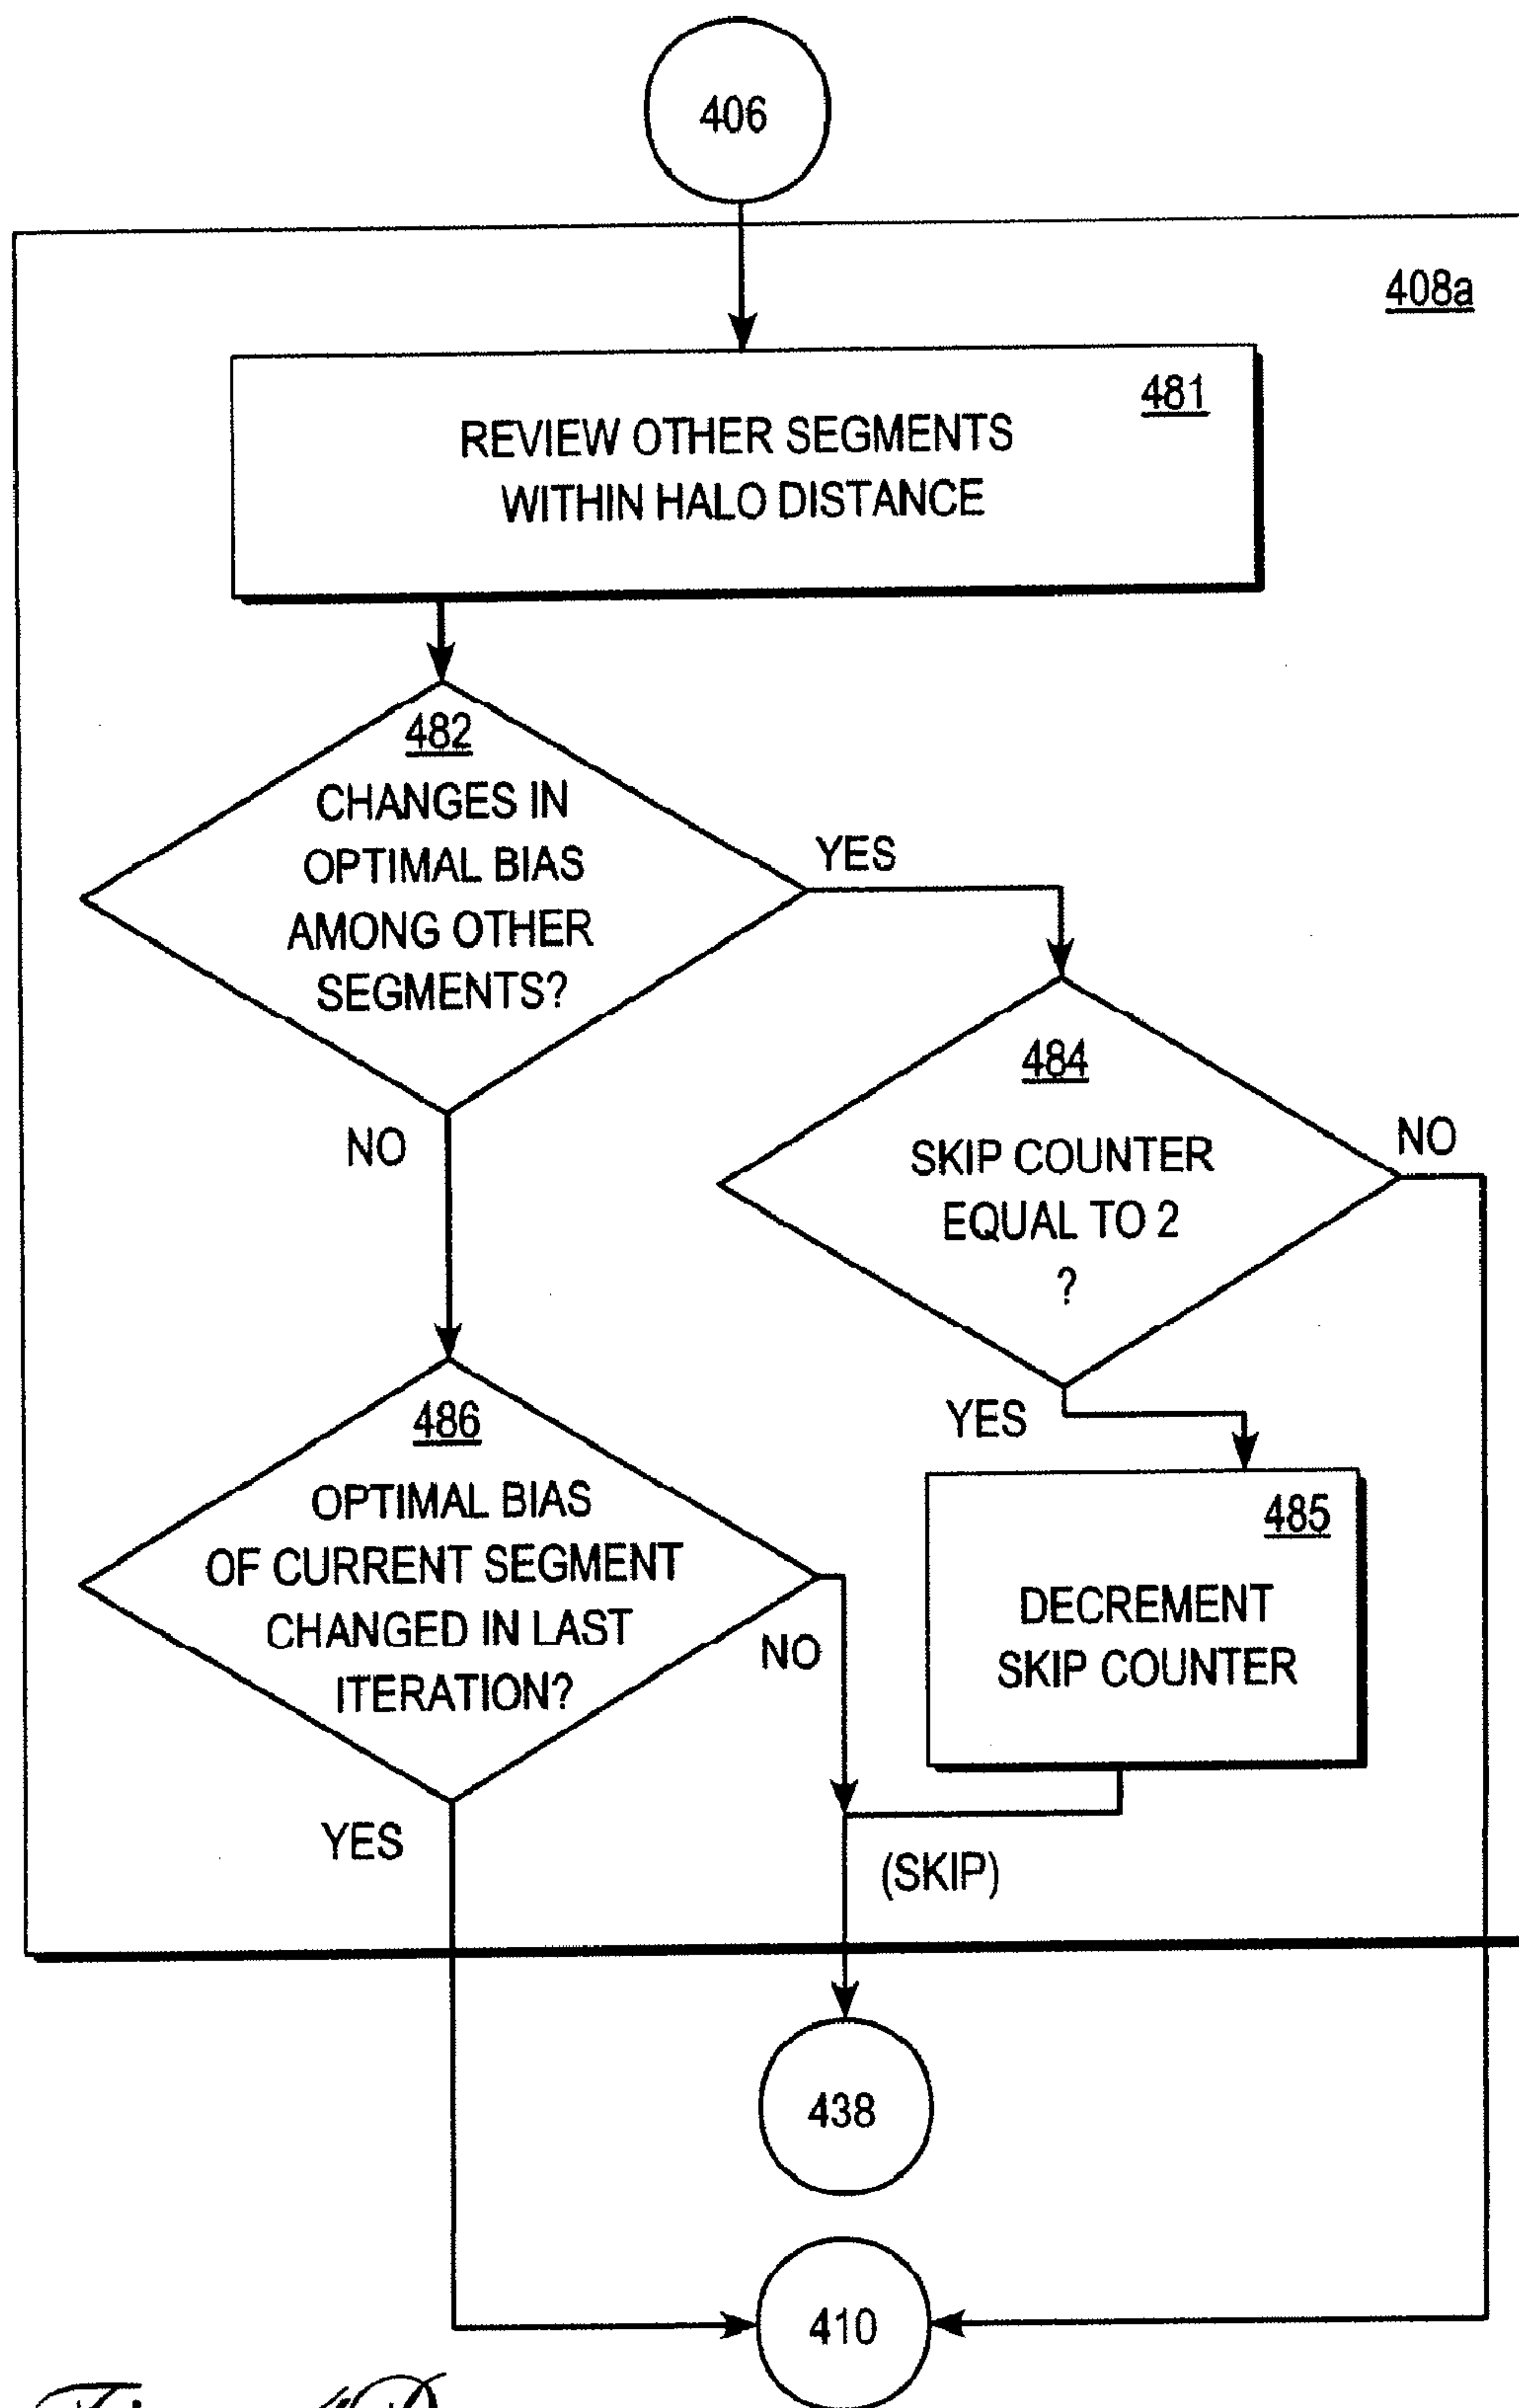 406
408a
481
REVIEW OTHER SEGMENTS
WITHIN HALO DISTANCE
482
CHANGES IN
OPTIMAL BIAS
AMONG OTHER
SEGMENTS?
YES
NO
484
SKIP COUNTER
EQUAL TO 2
?
NO
YES
486
OPTIMAL BIAS
OF CURRENT SEGMENT
CHANGED IN LAST
ITERATION?
NO
YES
485
DECREMENT
SKIP COUNTER
(SKIP)
438
410